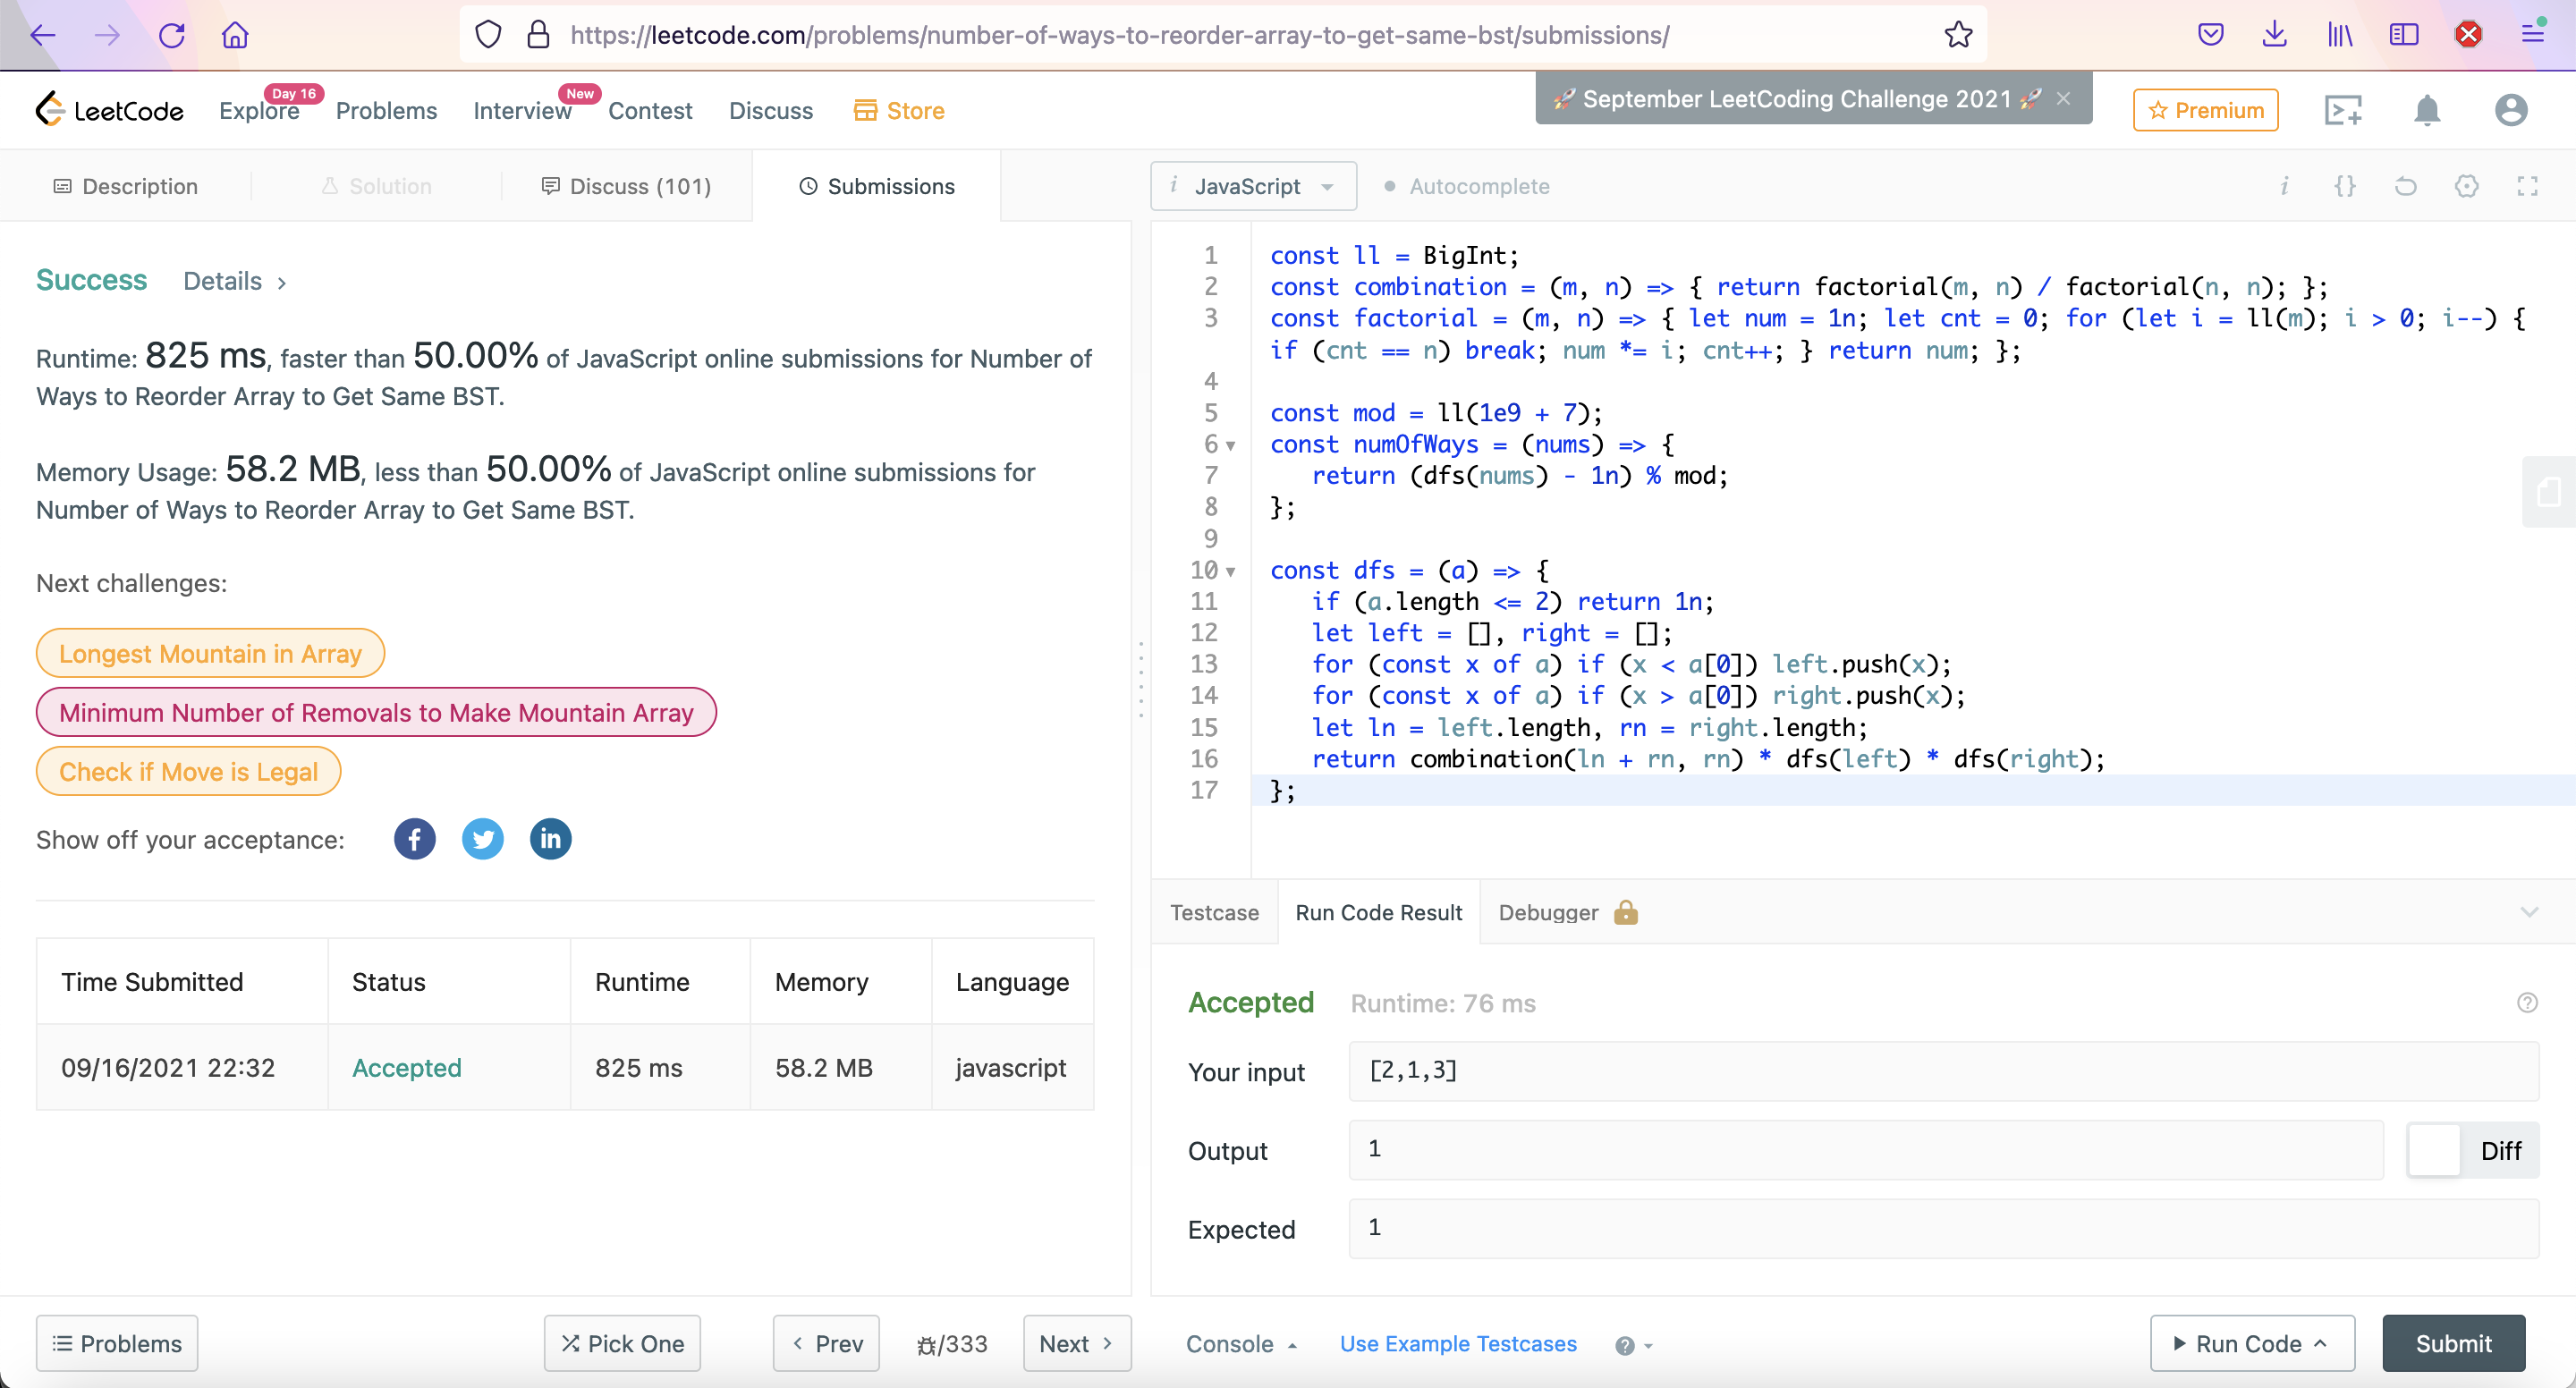 https://leetcode.com/problems/number-of-ways-to-reorder-array-to-get-same-bst/submissions/
LeetCode
Explore
Day 16
Problems
Interview
New
Contest
Discuss
Store
🚀 September LeetCoding Challenge 2021 🚀 ×
Premium
Description
Solution
Discuss (101)
Submissions
i JavaScript
Autocomplete
Success
Details >
Runtime: 825 ms, faster than 50.00% of JavaScript online submissions for Number of
Ways to Reorder Array to Get Same BST.
Memory Usage: 58.2 MB, less than 50.00% of JavaScript online submissions for
Number of Ways to Reorder Array to Get Same BST.
Next challenges:
Longest Mountain in Array
Minimum Number of Removals to Make Mountain Array
Check if Move is Legal
Show off your acceptance:
Time Submitted Status Runtime Memory Language
09/16/2021 22:32 Accepted 825 ms 58.2 MB javascript
1 const ll = BigInt;
2 const combination = (m, n) => { return factorial(m, n) / factorial(n, n); };
3 const factorial = (m, n) => { let num = 1n; let cnt = 0; for (let i = ll(m); i > 0; i--) {
if (cnt == n) break; num *= i; cnt++; } return num; };
4
5 const mod = ll(1e9 + 7);
6 const numOfWays = (nums) => {
7 return (dfs(nums) - 1n) % mod;
8 };
9
10 const dfs = (a) => {
11 if (a.length <= 2) return 1n;
12 let left = [], right = [];
13 for (const x of a) if (x < a[0]) left.push(x);
14 for (const x of a) if (x > a[0]) right.push(x);
15 let ln = left.length, rn = right.length;
16 return combination(ln + rn, rn) * dfs(left) * dfs(right);
17 };
Testcase
Run Code Result
Debugger
Accepted
Runtime: 76 ms
Your input
[2,1,3]
Output
1
Diff
Expected
1
Problems
Pick One
< Prev
/333
Next >
Console
Use Example Testcases
Run Code
Submit